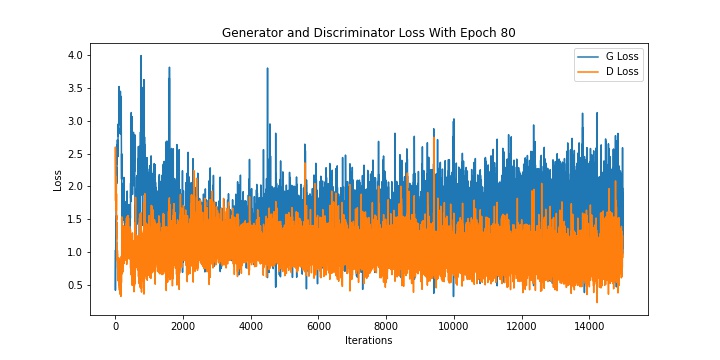 Generator and Discriminator Loss With Epoch 80
G Loss
D Loss
4.0
3.5
3.0
2.5
2.0
1.5
1.0
0.5
Loss
0 2000 4000 6000 8000 10000 12000 14000
Iterations